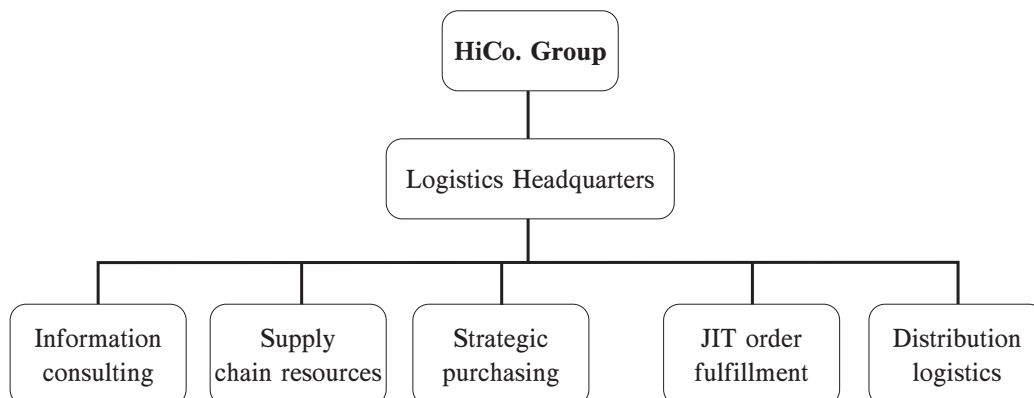 HiCo. Group
Logistics Headquarters
Information
consulting
Supply
chain resources
Strategic
purchasing
JIT order
fulfillment
Distribution
logistics